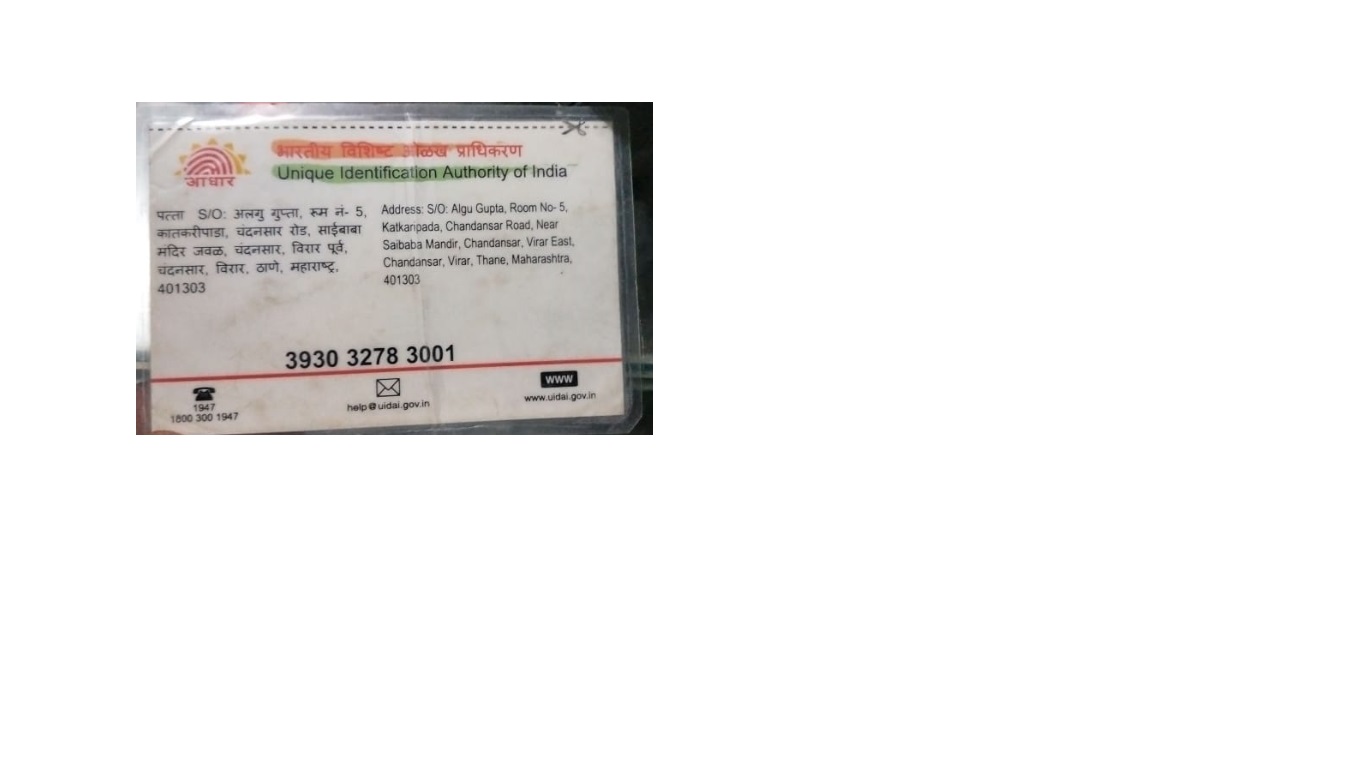 भारतीय विशिष्ट ओळख प्राधिकरण
Unique Identification Authority of India
आधार
पत्ता S/O: अलगु गुप्ता, रूम नं- 5,
कातकरीपाडा, चंदनसार रोड, साईबाबा
मंदिर जवळ, चंदनसार, विरार पूर्व,
चंदनसार, विरार, ठाणे, महाराष्ट्र,
401303
Address: S/O: Algu Gupta, Room No- 5,
Katkaripada, Chandansar Road, Near
Saibaba Mandir, Chandansar, Virar East,
Chandansar, Virar, Thane, Maharashtra,
401303
3930 3278 3001
1947
1800 300 1947
help@uidai.gov.in
WWW
www.uidai.gov.in